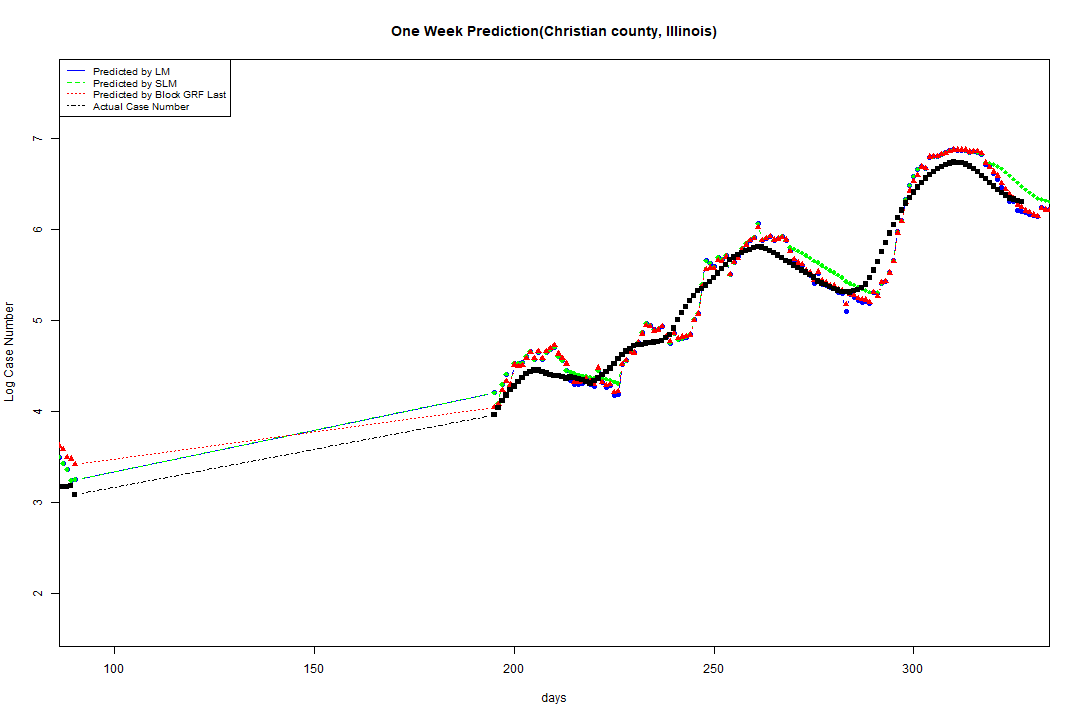 One Week Prediction(Christian county, Illinois)
Predicted by LM
Predicted by SLM
Predicted by Block GRF Last
Actual Case Number
Log Case Number
7
6
5
4
3
2
100 150 200 250 300
days